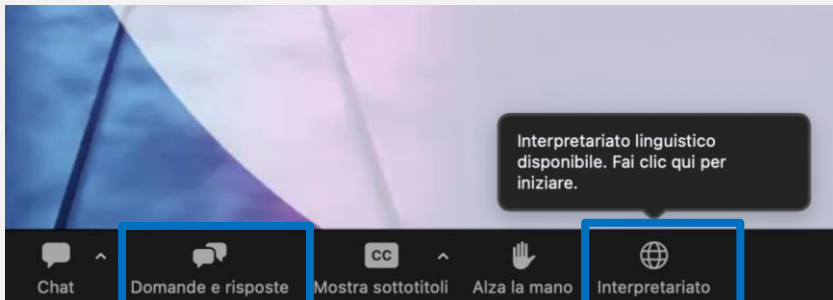 Interpretariato linguistico
disponibile. Fai clic qui per
iniziare.
CC
Chat
Domande e risposte
Mostra sottotitoli
Alza la mano
Interpretariato